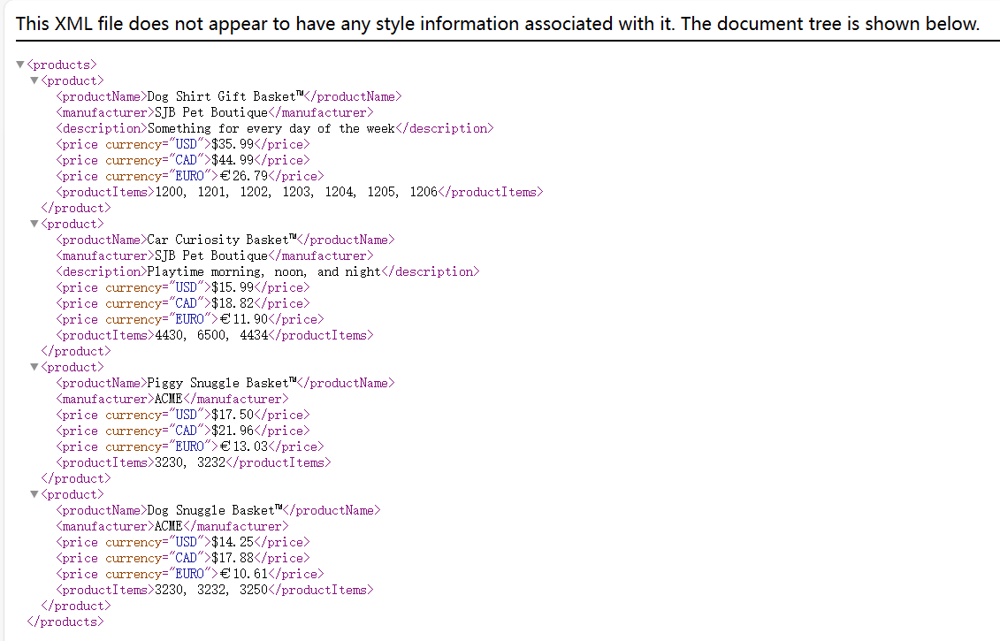 This XML file does not appear to have any style information associated with it. The document tree is shown below.
▼<products>
▼<product>
<productName>Dog Shirt Gift Basket™</productName>
<manufacturer>SJB Pet Boutique</manufacturer>
<description>Something for every day of the week</description>
<price currency="USD">$35.99</price>
<price currency="CAD">$44.99</price>
<price currency="EURO">€26.79</price>
<productItems>1200, 1201, 1202, 1203, 1204, 1205, 1206</productItems>
</product>
▼<product>
<productName>Car Curiosity Basket™</productName>
<manufacturer>SJB Pet Boutique</manufacturer>
<description>Playtime morning, noon, and night</description>
<price currency="USD">$15.99</price>
<price currency="CAD">$18.82</price>
<price currency="EURO">€11.90</price>
<productItems>4430, 6500, 4434</productItems>
</product>
▼<product>
<productName>Piggy Snuggle Basket™</productName>
<manufacturer>ACME</manufacturer>
<price currency="USD">$17.50</price>
<price currency="CAD">$21.96</price>
<price currency="EURO">€13.03</price>
<productItems>3230, 3232</productItems>
</product>
▼<product>
<productName>Dog Snuggle Basket™</productName>
<manufacturer>ACME</manufacturer>
<price currency="USD">$14.25</price>
<price currency="CAD">$17.88</price>
<price currency="EURO">€10.61</price>
<productItems>3230, 3232, 3250</productItems>
</product>
</products>